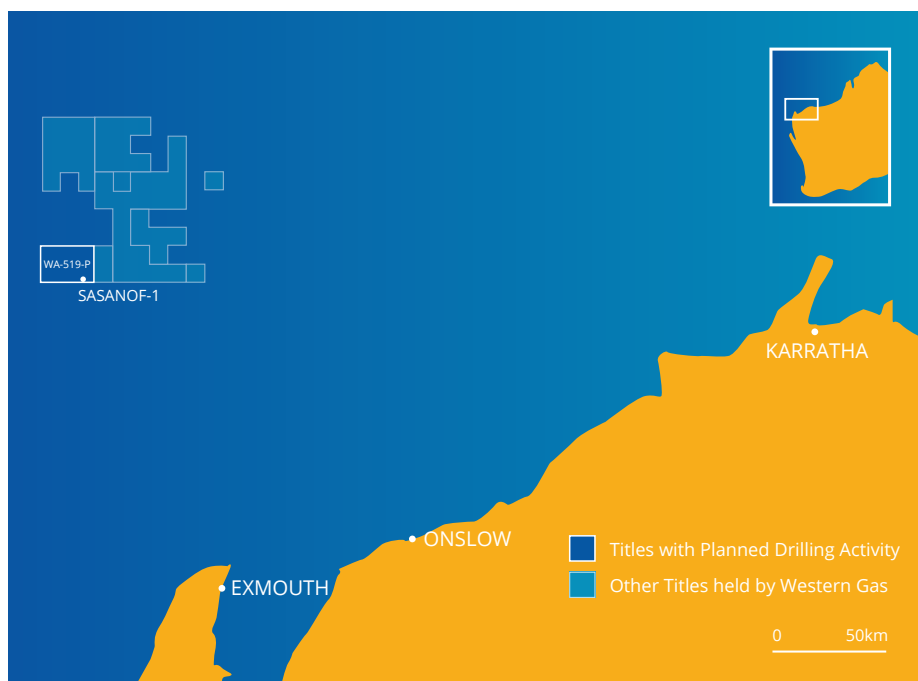 WA-519-P
SASANOF-1
KARRATHA
ONSLOW
EXMOUTH
Titles with Planned Drilling Activity
Other Titles held by Western Gas
0 50km